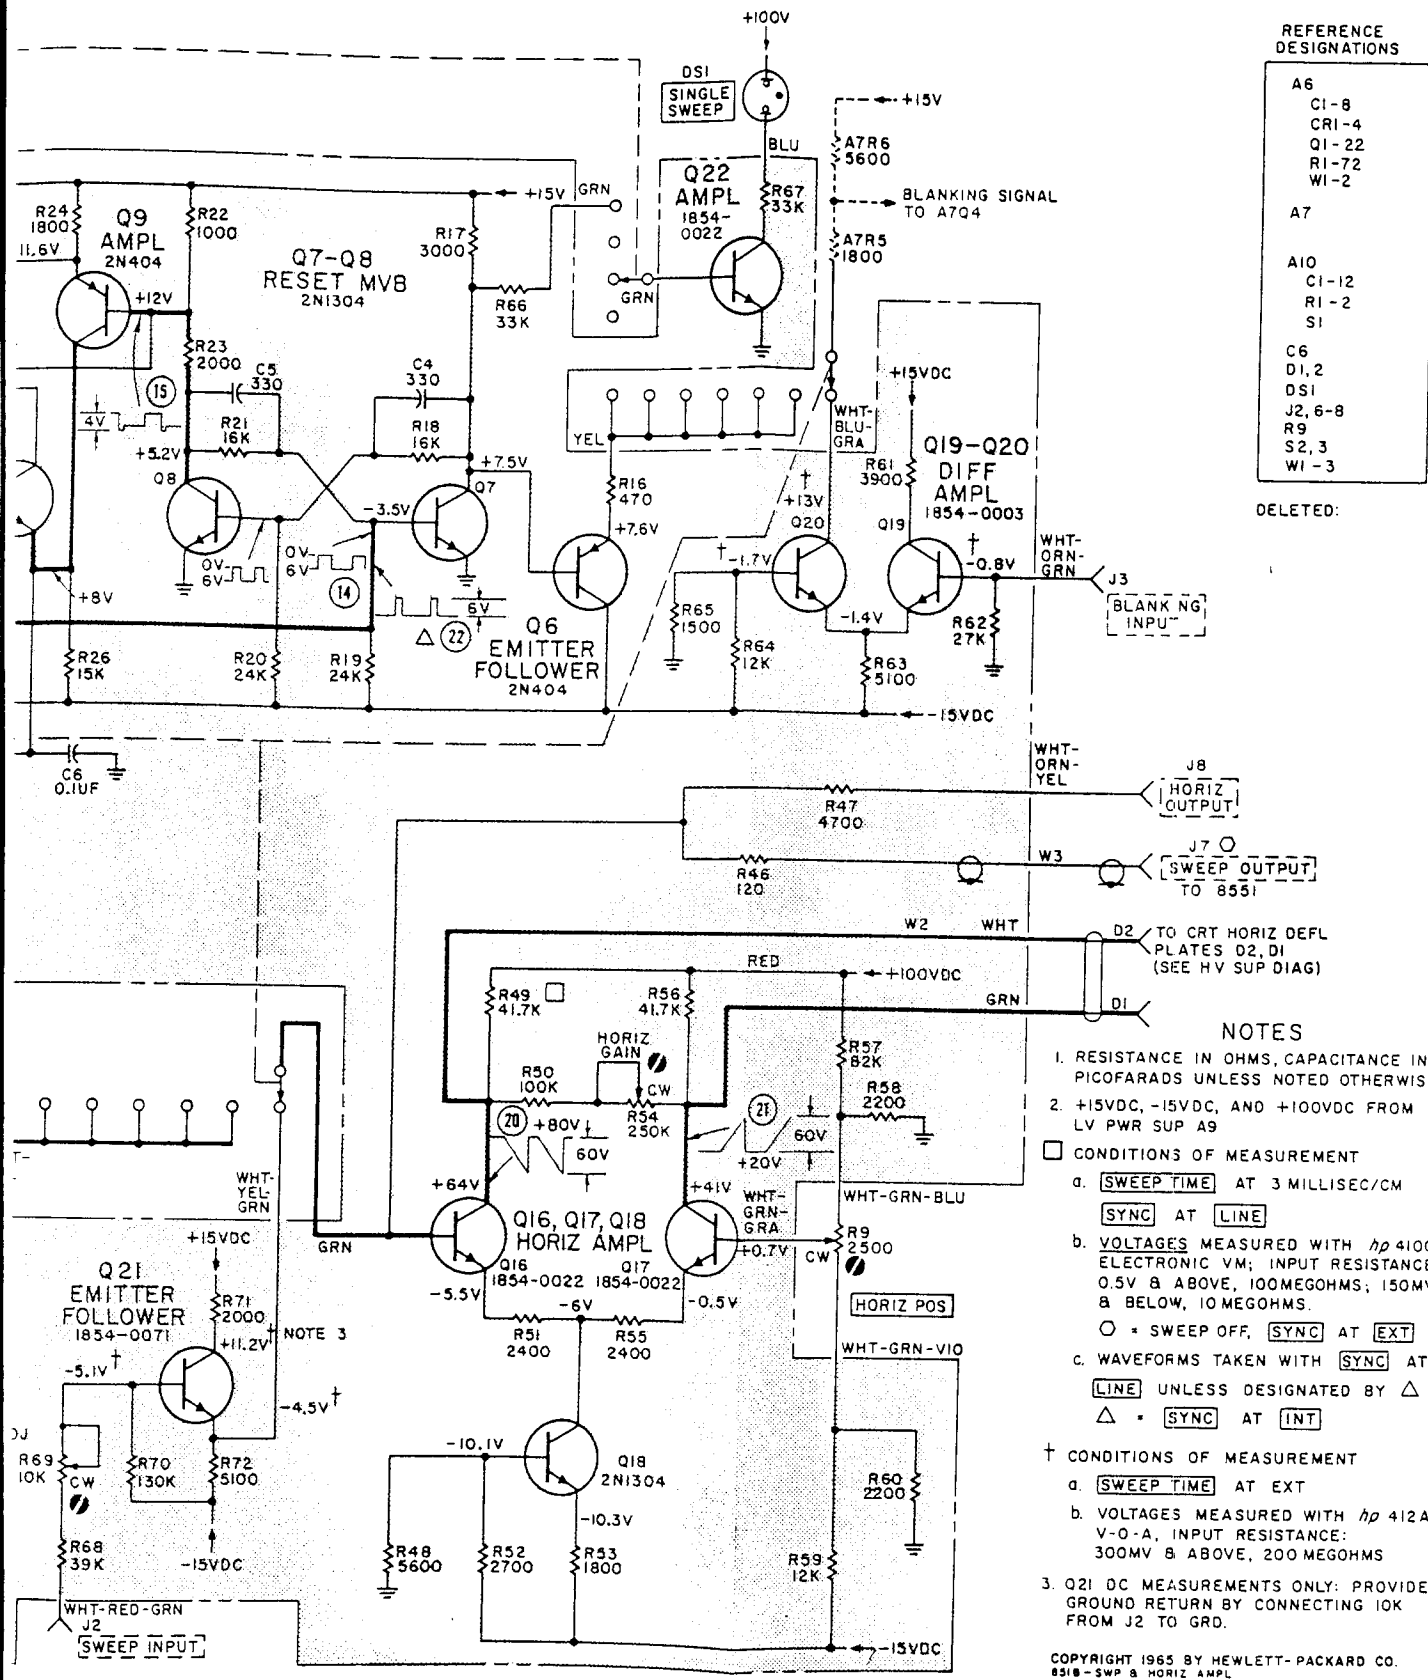 +100V
DS1
SINGLE
SWEEP
+15V
BLU
A7R6
5600
BLANKING SIGNAL
TO A7Q4
A7R5
1800
Q22
AMPL
1854-
0022
R67
33K
GRN
GRN
+15V
R24
1800
11.6V
Q9
AMPL
2N404
R22
1000
Q7-Q8
RESET MVB
2N1304
R17
3000
R66
33K
+12V
R23
2000
C5
330
C4
330
15
4V
R21
16K
R18
16K
+5.2V
Q8
+7.5V
Q7
-3.5V
YEL
WHT-
BLU-
GRA
+15VDC
R16
470
+7.6V
†
+13V
Q20
R61
3900
Q19-Q20
DIFF
AMPL
1854-0003
Q19
†
-1.7V
†
-0.8V
WHT-
ORN-
GRN
J3
BLANK NG
INPUT
0V-
6V
0V-
6V
14
6V
△ 22
+8V
R26
15K
R20
24K
R19
24K
Q6
EMITTER
FOLLOWER
2N404
R65
1500
R64
12K
-1.4V
R63
5100
R62
27K
-15VDC
C6
0.1UF
WHT-
ORN-
YEL
J8
HORIZ
OUTPUT
R47
4700
R46
120
W3
J7
SWEEP OUTPUT
TO 8551
W2
WHT
D2
TO CRT HORIZ DEFL
PLATES D2, D1
(SEE HV SUP DIAG)
RED
+100VDC
GRN
D1
R49
41.7K
R56
41.7K
HORIZ
GAIN
R50
100K
CW
R54
250K
R57
82K
R58
2200
20
+80V
60V
21
60V
+20V
+64V
+41V
WHT-
GRN-
GRA
+0.7V
WHT-GRN-BLU
R9
2500
CW
HORIZ POS
WHT-GRN-VIO
T-
WHT-
YEL-
GRN
GRN
Q16, Q17, Q18
HORIZ AMPL
Q16
1854-0022
Q17
1854-0022
-5.5V
-6V
-0.5V
R51
2400
R55
2400
+15VDC
Q21
EMITTER
FOLLOWER
1854-0071
R71
2000
+11.2V †
NOTE 3
-5.1V †
-4.5V †
DJ
R69
10K
CW
R70
130K
R72
5100
-15VDC
R68
39K
WHT-RED-GRN
J2
SWEEP INPUT
-10.1V
Q18
2N1304
-10.3V
R48
5600
R52
2700
R53
1800
R59
12K
R60
2200
-15VDC
REFERENCE
DESIGNATIONS
A6
C1-8
CR1-4
Q1-22
R1-72
W1-2
A7
A10
C1-12
R1-2
S1
C6
D1, 2
DS1
J2, 6-8
R9
S2, 3
W1-3
DELETED:
NOTES
1. RESISTANCE IN OHMS, CAPACITANCE IN
PICOFARADS UNLESS NOTED OTHERWIS
2. +15VDC, -15VDC, AND +100VDC FROM
LV PWR SUP A9
□ CONDITIONS OF MEASUREMENT
a. SWEEP TIME AT 3 MILLISEC/CM
SYNC AT LINE
b. VOLTAGES MEASURED WITH hp 410C
ELECTRONIC VM; INPUT RESISTANCE
0.5V & ABOVE, 100MEGOHMS; 150MV
& BELOW, 10 MEGOHMS.
○ = SWEEP OFF, SYNC AT EXT
c. WAVEFORMS TAKEN WITH SYNC AT
LINE UNLESS DESIGNATED BY △
△ = SYNC AT INT
† CONDITIONS OF MEASUREMENT
a. SWEEP TIME AT EXT
b. VOLTAGES MEASURED WITH hp 412A
V-O-A, INPUT RESISTANCE:
300MV & ABOVE, 200 MEGOHMS
3. Q21 DC MEASUREMENTS ONLY: PROVIDE
GROUND RETURN BY CONNECTING 10K
FROM J2 TO GRD.
COPYRIGHT 1965 BY HEWLETT-PACKARD CO.
851B-SWP & HORIZ AMPL